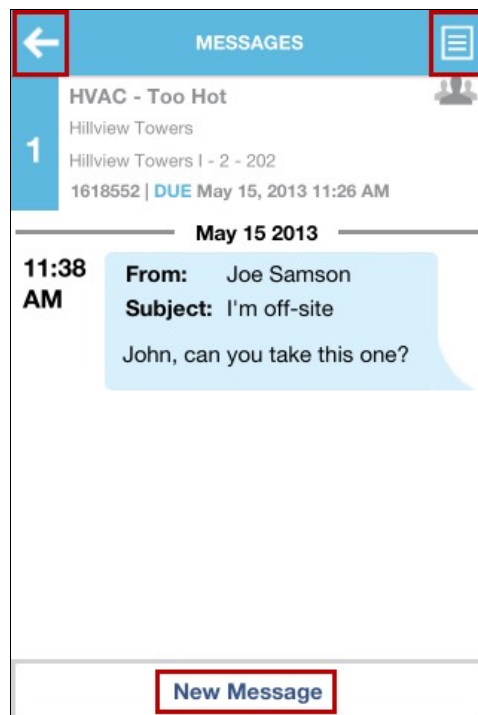 MESSAGES
HVAC - Too Hot
Hillview Towers
1
Hillview Towers I - 2 - 202
1618552 | DUE May 15, 2013 11:26 AM
May 15 2013
11:38
AM
From: Joe Samson
Subject: I'm off-site
John, can you take this one?
New Message